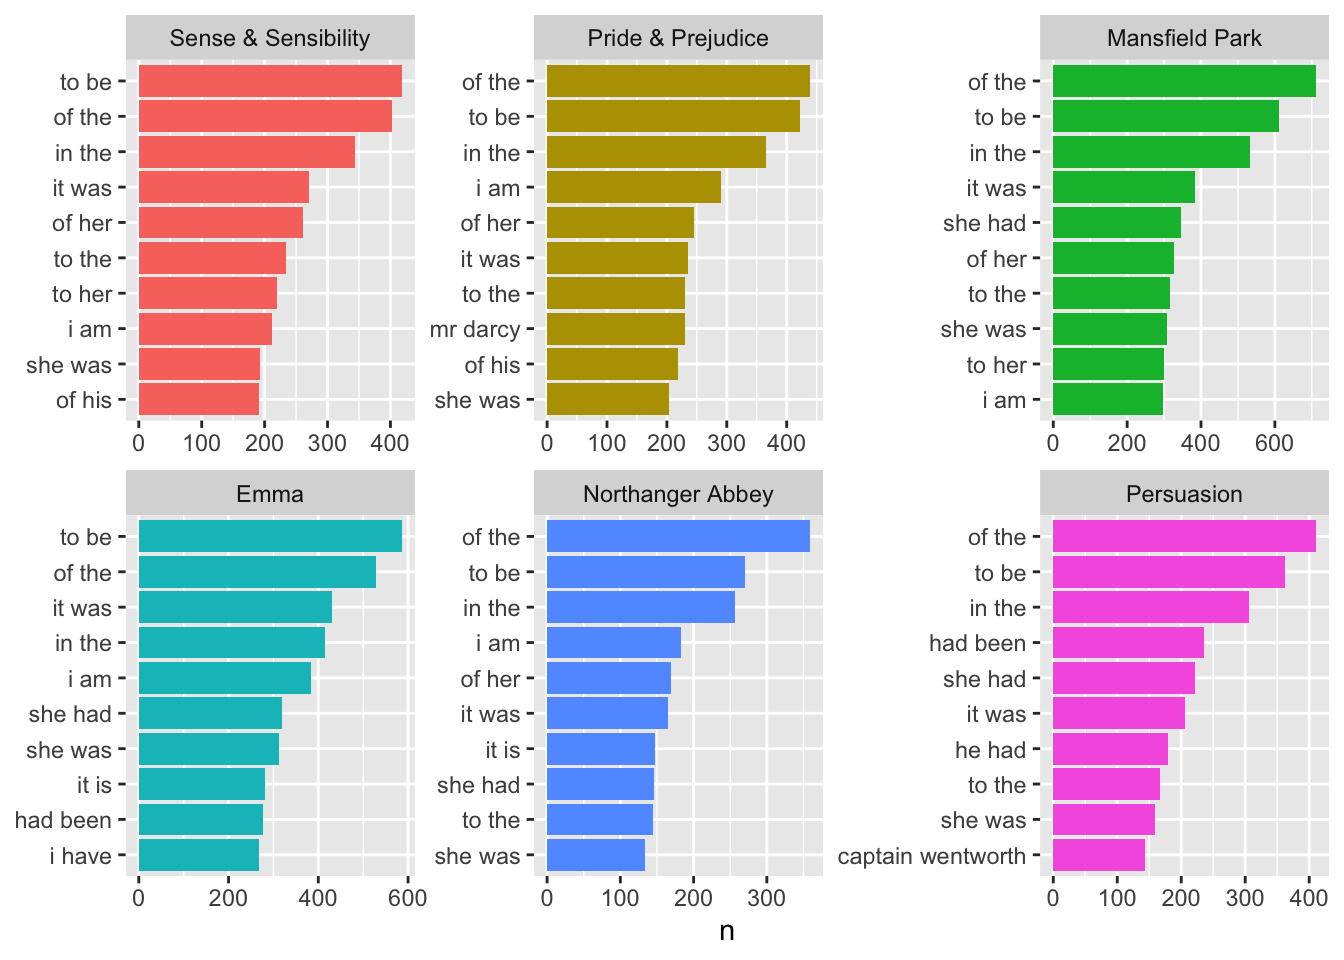 Sense & Sensibility
to be
of the
in the
it was
of her
to the
to her
i am
she was
of his
0 100 200 300 400
Pride & Prejudice
of the
to be
in the
i am
of her
it was
to the
mr darcy
of his
she was
0 100 200 300 400
Mansfield Park
of the
to be
in the
it was
she had
of her
to the
she was
to her
i am
0 200 400 600
Emma
to be
of the
it was
in the
i am
she had
she was
it is
had been
i have
0 200 400 600
Northanger Abbey
of the
to be
in the
i am
of her
it was
it is
she had
to the
she was
0 100 200 300
Persuasion
of the
to be
in the
had been
she had
it was
he had
to the
she was
captain wentworth
0 100 200 300 400
n